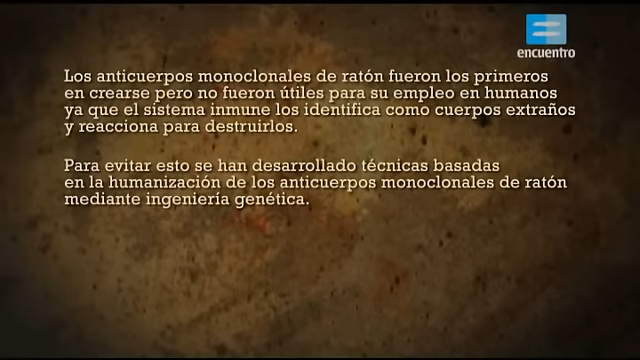 encuentro
Los anticuerpos monoclonales de ratón fueron los primeros
en crearse pero no fueron útiles para su empleo en humanos
ya que el sistema inmune los identifica como cuerpos extraños
y reacciona para destruirlos.
Para evitar esto se han desarrollado técnicas basadas
en la humanización de los anticuerpos monoclonales de ratón
mediante ingeniería genética.